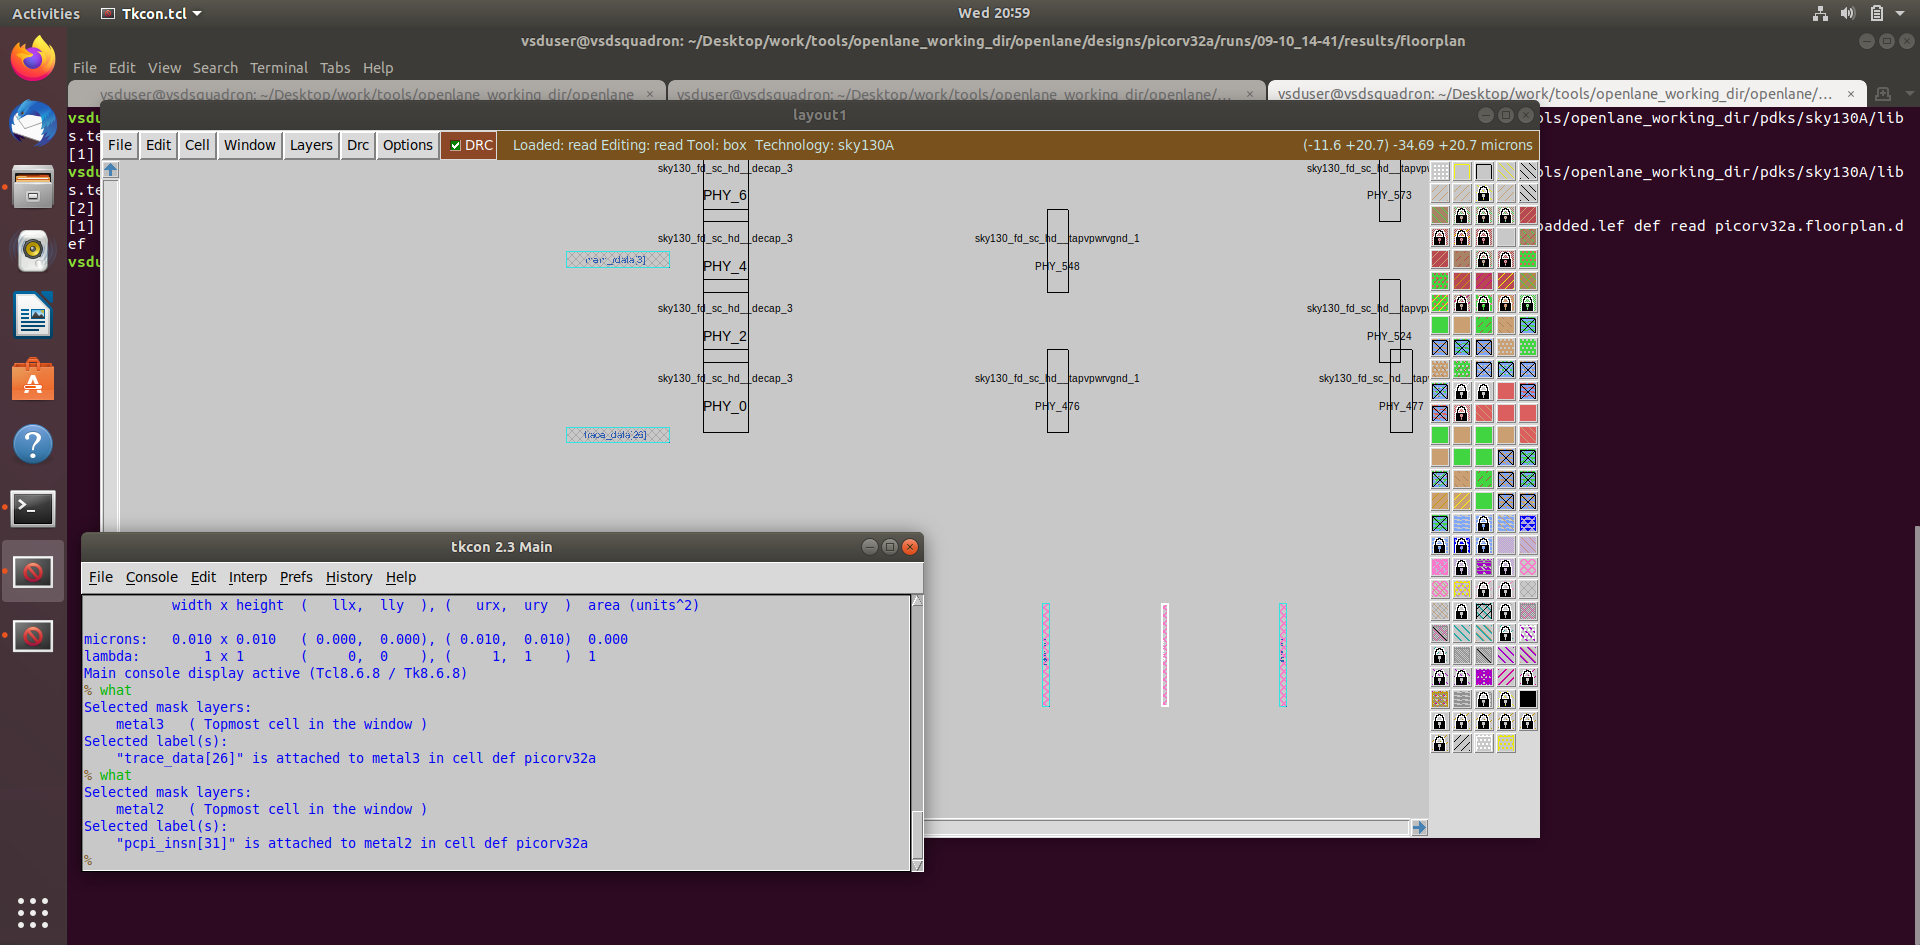 Activities
Tkcon.tcl
Wed 20:59
vsduser@vsdsquadron: ~/Desktop/work/tools/openlane_working_dir/openlane/designs/picorv32a/runs/09-10_14-41/results/floorplan
File Edit View Search Terminal Tabs Help
vsduser@vsdsquadron: ~/Desktop/work/tools/openlane_working_dir/openlane ×
vsduser@vsdsquadron: ~/Desktop/work/tools/openlane_working_dir/openlane/... ×
vsduser@vsdsquadron: ~/Desktop/work/tools/openlane_working_dir/openlane/... ×
layout1
vsdu
ols/openlane_working_dir/pdks/sky130A/lib
s.te
[1]
vsdu
ols/openlane_working_dir/pdks/sky130A/lib
s.te
[2]
[1]
padded.lef def read picorv32a.floorplan.d
ef
vsdu
File Edit Cell Window Layers Drc Options DRC Loaded: read Editing: read Tool: box Technology: sky130A (-11.6 +20.7) -34.69 +20.7 microns
sky130_fd_sc_hd__decap_3
PHY_6
sky130_fd_sc_hd__tapvp
PHY_573
sky130_fd_sc_hd__decap_3
PHY_4
sky130_fd_sc_hd__tapvpwrvgnd_1
PHY_548
sky130_fd_sc_hd__decap_3
PHY_2
sky130_fd_sc_hd__tapv
PHY_524
sky130_fd_sc_hd__decap_3
PHY_0
sky130_fd_sc_hd__tapvpwrvgnd_1
PHY_476
sky130_fd_sc_hd__tap
PHY_477
trace_data[26]
tkcon 2.3 Main
File Console Edit Interp Prefs History Help
width x height ( llx, lly ), ( urx, ury ) area (units^2)
microns: 0.010 x 0.010 ( 0.000, 0.000), ( 0.010, 0.010) 0.000
lambda: 1 x 1 ( 0, 0 ), ( 1, 1 ) 1
Main console display active (Tcl8.6.8 / Tk8.6.8)
% what
Selected mask layers:
metal3 ( Topmost cell in the window )
Selected label(s):
"trace_data[26]" is attached to metal3 in cell def picorv32a
% what
Selected mask layers:
metal2 ( Topmost cell in the window )
Selected label(s):
"pcpi_insn[31]" is attached to metal2 in cell def picorv32a
%